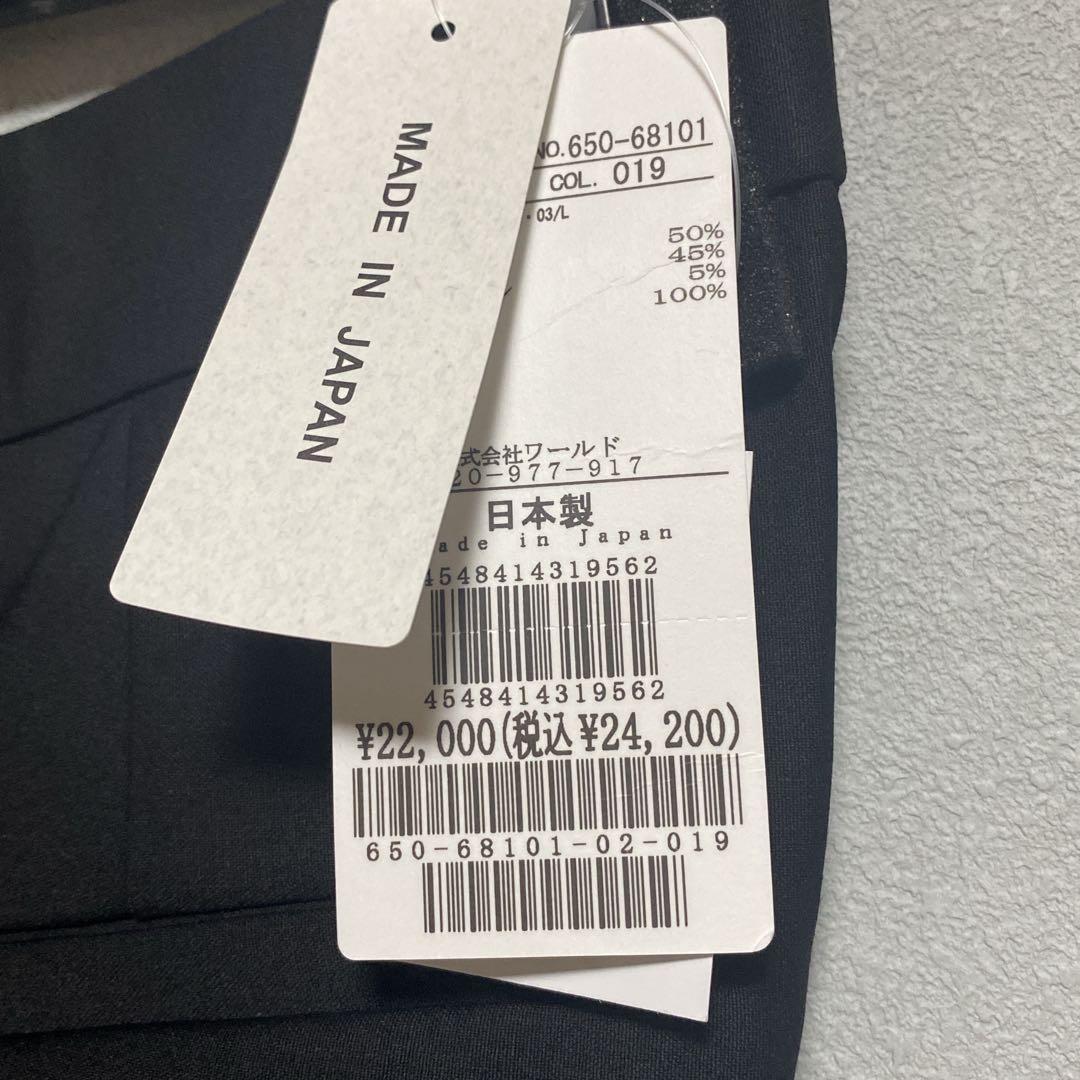 MADE IN JAPAN
NO.650-68101
COL. 019
・03/L
50%
45%
5%
100%
式会社ワールド
20-977-917
日本製
ade in Japan
4548414319562
4548414319562
¥22,000(税込¥24,200)
650-68101-02-019